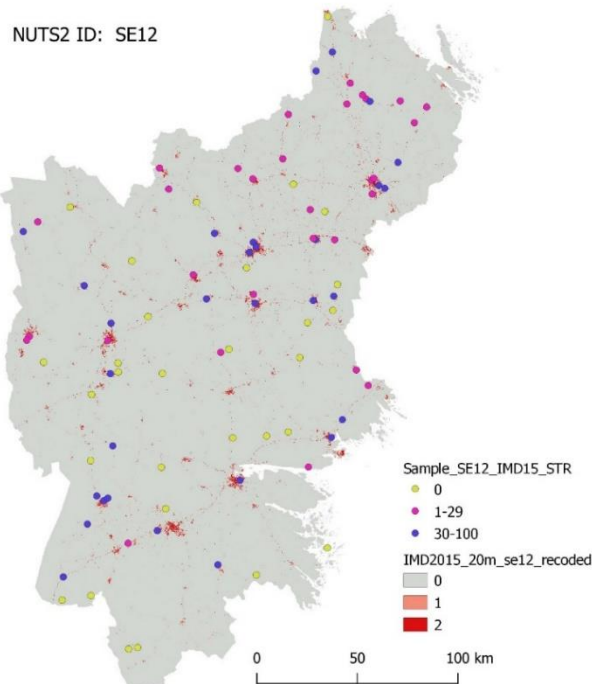 NUTS2 ID: SE12
Sample_SE12_IMD15_STR
0
1-29
30-100
IMD2015_20m_se12_recoded
0
1
2
0 50 100 km